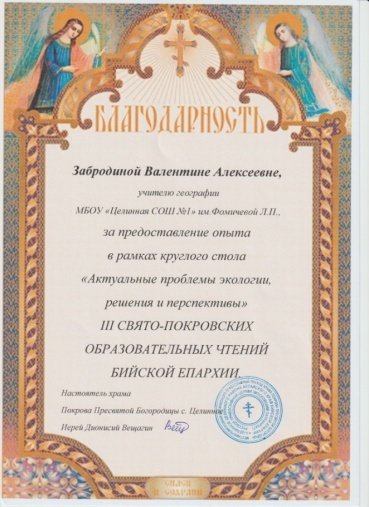 БЛАГОДАРНОСТЬ
Забродиной Валентине Алексеевне,
учителю географии
МБОУ «Целинная СОШ №1» им.Фомичевой Л.П.,
за предоставление опыта
в рамках круглого стола
«Актуальные проблемы экологии,
решения и перспективы»
III СВЯТО-ПОКРОВСКИХ
ОБРАЗОВАТЕЛЬНЫХ ЧТЕНИЙ
БИЙСКОЙ ЕПАРХИИ.
Настоятель храма
Покрова Пресвятой Богородицы с. Целинное
Иерей Дионисий Вещагин
СПАСИ
И СОХРАНИ